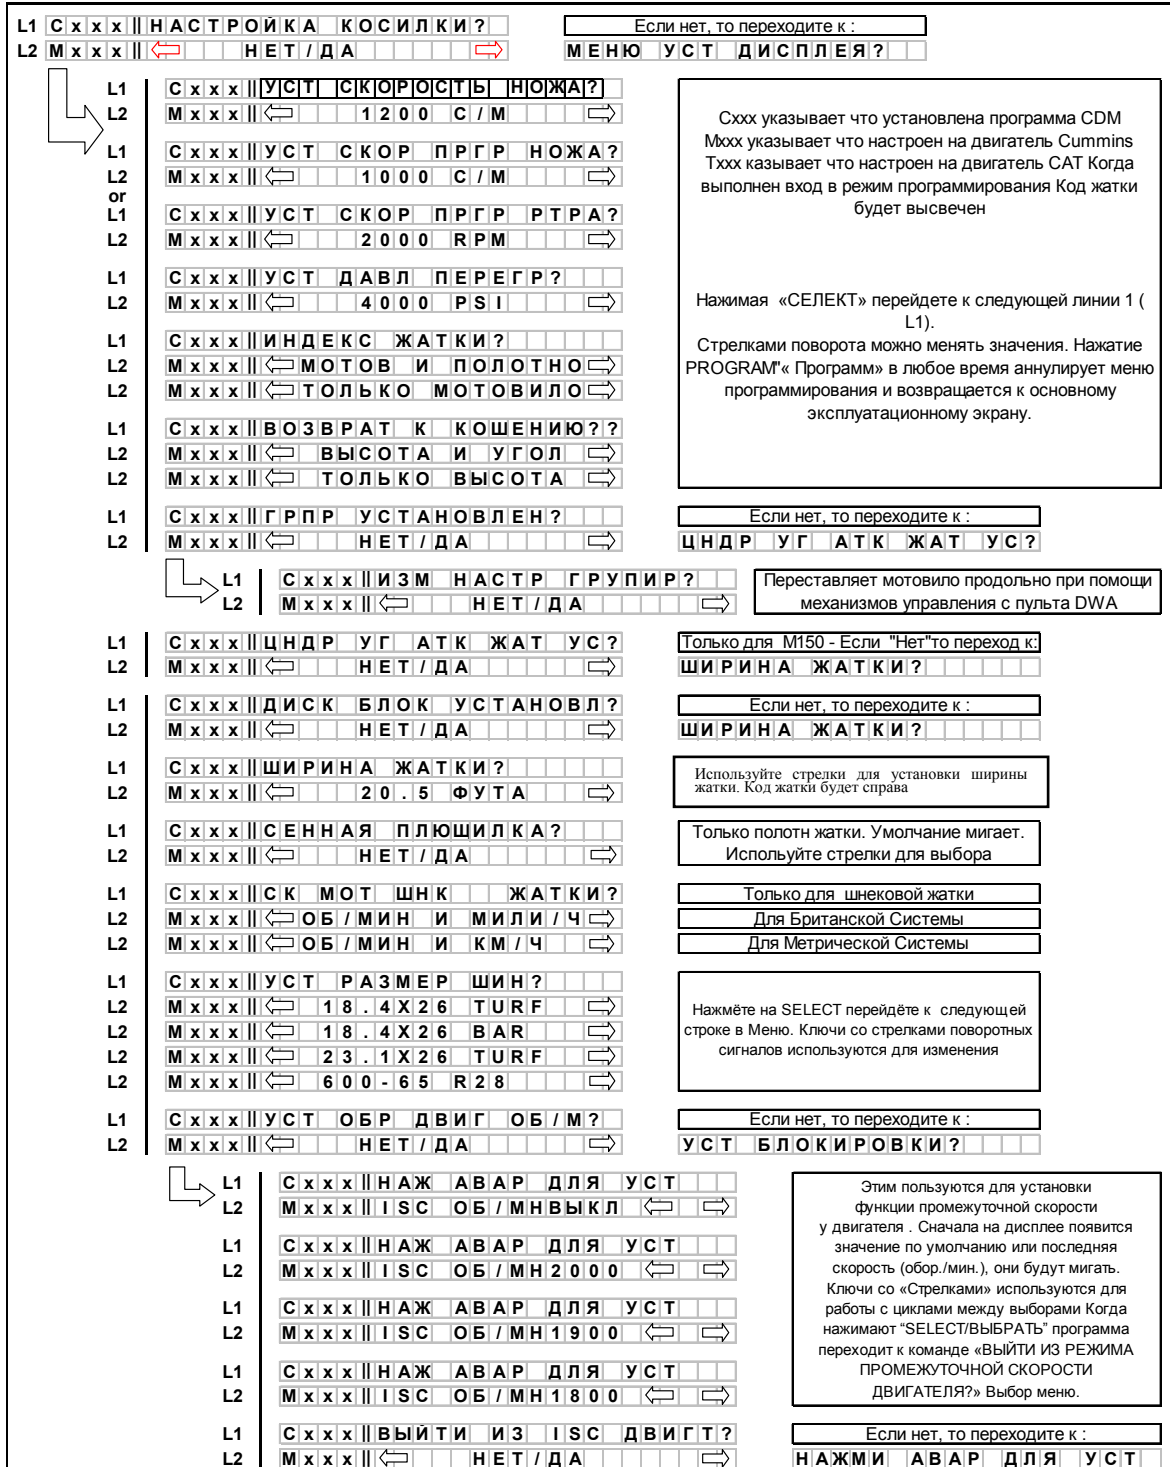 L1 Cxxx||НАСТРОЙКА КОСИЛКИ? Если нет, то переходите к :
L2 Mxxx||⇦ НЕТ/ДА ⇨ МЕНЮ УСТ ДИСПЛЕЯ?
L1 Cxxx||УСТ СКОРОСТЬ НОЖА?
L2 Mxxx||⇦ 1200 С/М ⇨
L1 Cxxx||УСТ СКОР ПРГР НОЖА?
L2 Mxxx||⇦ 1000 С/М ⇨
or
L1 Cxxx||УСТ СКОР ПРГР РТРА?
L2 Mxxx||⇦ 2000 RPM ⇨
Сxxx указывает что установлена программа CDM
Mxxx указывает что настроен на двигатель Cummins
Txxx казывает что настроен на двигатель CAT Когда
выполнен вход в режим программирования Код жатки
будет высвечен
L1 Cxxx||УСТ ДАВЛ ПЕРЕГР?
L2 Mxxx||⇦ 4000 PSI ⇨
L1 Cxxx||ИНДЕКС ЖАТКИ?
L2 Mxxx||⇦МОТОВ И ПОЛОТНО⇨
L2 Mxxx||⇦ТОЛЬКО МОТОВИЛО⇨
L1 Cxxx||ВОЗВРАТ К КОШЕНИЮ??
L2 Mxxx||⇦ ВЫСОТА И УГОЛ ⇨
L2 Mxxx||⇦ ТОЛЬКО ВЫСОТА ⇨
Нажимая «СЕЛЕКТ» перейдете к следующей линии 1 (
L1).
Стрелками поворота можно менять значения. Нажатие
PROGRAM"« Программ» в любое время аннулирует меню
программирования и возвращается к основному
эксплуатационному экрану.
L1 Cxxx||ГРПР УСТАНОВЛЕН? Если нет, то переходите к :
L2 Mxxx||⇦ НЕТ/ДА ⇨ ЦНДР УГ АТК ЖАТ УС?
L1 Cxxx||ИЗМ НАСТР ГРУПИР? Переставляет мотовило продольно при помощи
L2 Mxxx||⇦ НЕТ/ДА ⇨ механизмов управления с пульта DWA
L1 Cxxx||ЦНДР УГ АТК ЖАТ УС? Только для М150 - Если "Нет"то переход к:
L2 Mxxx||⇦ НЕТ/ДА ⇨ ШИРИНА ЖАТКИ?
L1 Cxxx||ДИСК БЛОК УСТАНОВЛ? Если нет, то переходите к :
L2 Mxxx||⇦ НЕТ/ДА ⇨ ШИРИНА ЖАТКИ?
L1 Cxxx||ШИРИНА ЖАТКИ? Используйте стрелки для установки ширины
L2 Mxxx||⇦ 20.5 ФУТА ⇨ жатки. Код жатки будет справа
L1 Cxxx||СЕННАЯ ПЛЮЩИЛКА? Только полотн жатки. Умолчание мигает.
L2 Mxxx||⇦ НЕТ/ДА ⇨ Испольуйте стрелки для выбора
L1 Cxxx||СК МОТ ШНК ЖАТКИ? Только для шнековой жатки
L2 Mxxx||⇦ОБ/МИН И МИЛИ/Ч⇨ Для Британской Системы
L2 Mxxx||⇦ОБ/МИН И КМ/Ч ⇨ Для Метрической Системы
L1 Cxxx||УСТ РАЗМЕР ШИН?
L2 Mxxx||⇦ 18.4X26 TURF ⇨
L2 Mxxx||⇦ 18.4X26 BAR ⇨
L2 Mxxx||⇦ 23.1X26 TURF ⇨
L2 Mxxx||⇦ 600-65 R28 ⇨
Нажмёте на SELECT перейдёте к следующей
строке в Меню. Ключи со стрелками поворотных
сигналов используются для изменения
L1 Cxxx||УСТ ОБР ДВИГ ОБ/М? Если нет, то переходите к :
L2 Mxxx||⇦ НЕТ/ДА ⇨ УСТ БЛОКИРОВКИ?
L1 Cxxx||НАЖ АВАР ДЛЯ УСТ
L2 Mxxx||ISC ОБ/МНВЫКЛ ⇦ ⇨
L1 Cxxx||НАЖ АВАР ДЛЯ УСТ
L2 Mxxx||ISC ОБ/МН2000 ⇦ ⇨
L1 Cxxx||НАЖ АВАР ДЛЯ УСТ
L2 Mxxx||ISC ОБ/МН1900 ⇦ ⇨
L1 Cxxx||НАЖ АВАР ДЛЯ УСТ
L2 Mxxx||ISC ОБ/МН1800 ⇦ ⇨
Этим пользуются для установки
функции промежуточной скорости
у двигателя . Сначала на дисплее появится
значение по умолчанию или последняя
скорость (обор./мин.), они будут мигать.
Ключи со «Стрелками» используются для
работы с циклами между выборами Когда
нажимают “SELECT/ВЫБРАТЬ” программа
переходит к команде «ВЫЙТИ ИЗ РЕЖИМА
ПРОМЕЖУТОЧНОЙ СКОРОСТИ
ДВИГАТЕЛЯ?» Выбор меню.
L1 Cxxx||ВЫЙТИ ИЗ ISC ДВИГТ? Если нет, то переходите к :
L2 Mxxx||⇦ НЕТ/ДА ⇨ НАЖМИ АВАР ДЛЯ УСТ